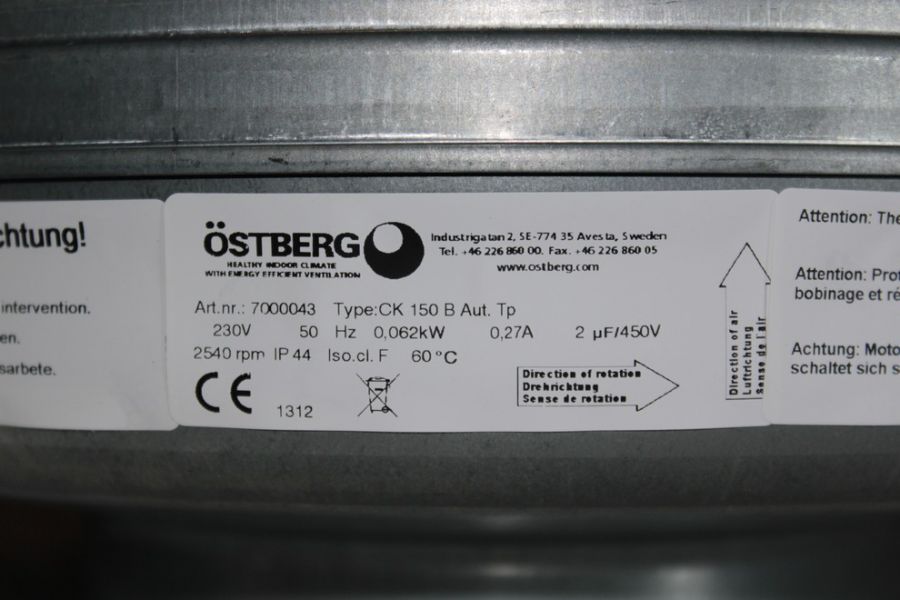 chtung!
intervention.
en.
sarbete.
ÖSTBERG
HEALTHY INDOOR CLIMATE
WITH ENERGY EFFICIENT VENTILATION
Industrigatan 2, SE-774 35 Avesta, Sweden
Tel. +46 226 860 00. Fax. +46 226 860 05
www.ostberg.com
Art.nr.: 7000043 Type:CK 150 B Aut. Tp
230V 50 Hz 0,062kW 0,27A 2 µF/450V
2540 rpm IP 44 Iso.cl. F 60 °C
CE 1312
Direction of rotation
Drehrichtung
Sense de rotation
Direction of air
Luftrichtung
Sense de l air
Attention: The
Attention: Prot
bobinage et ré
Achtung: Moto
schaltet sich s